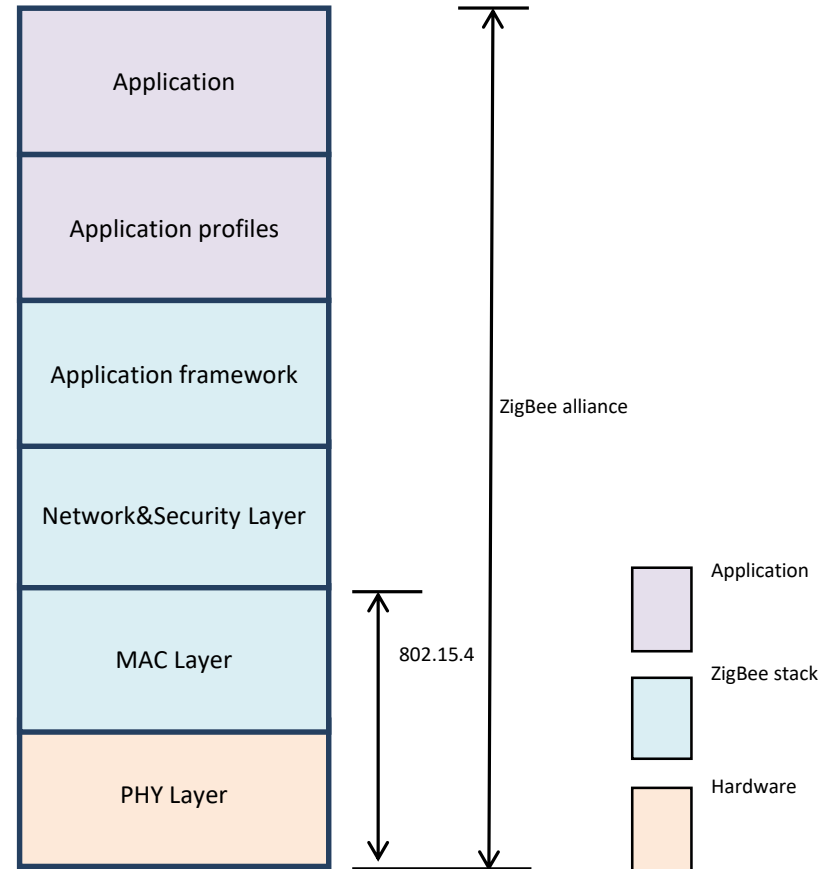 Application
Application profiles
Application framework
ZigBee alliance
Network&Security Layer
MAC Layer
802.15.4
PHY Layer
Application
ZigBee stack
Hardware